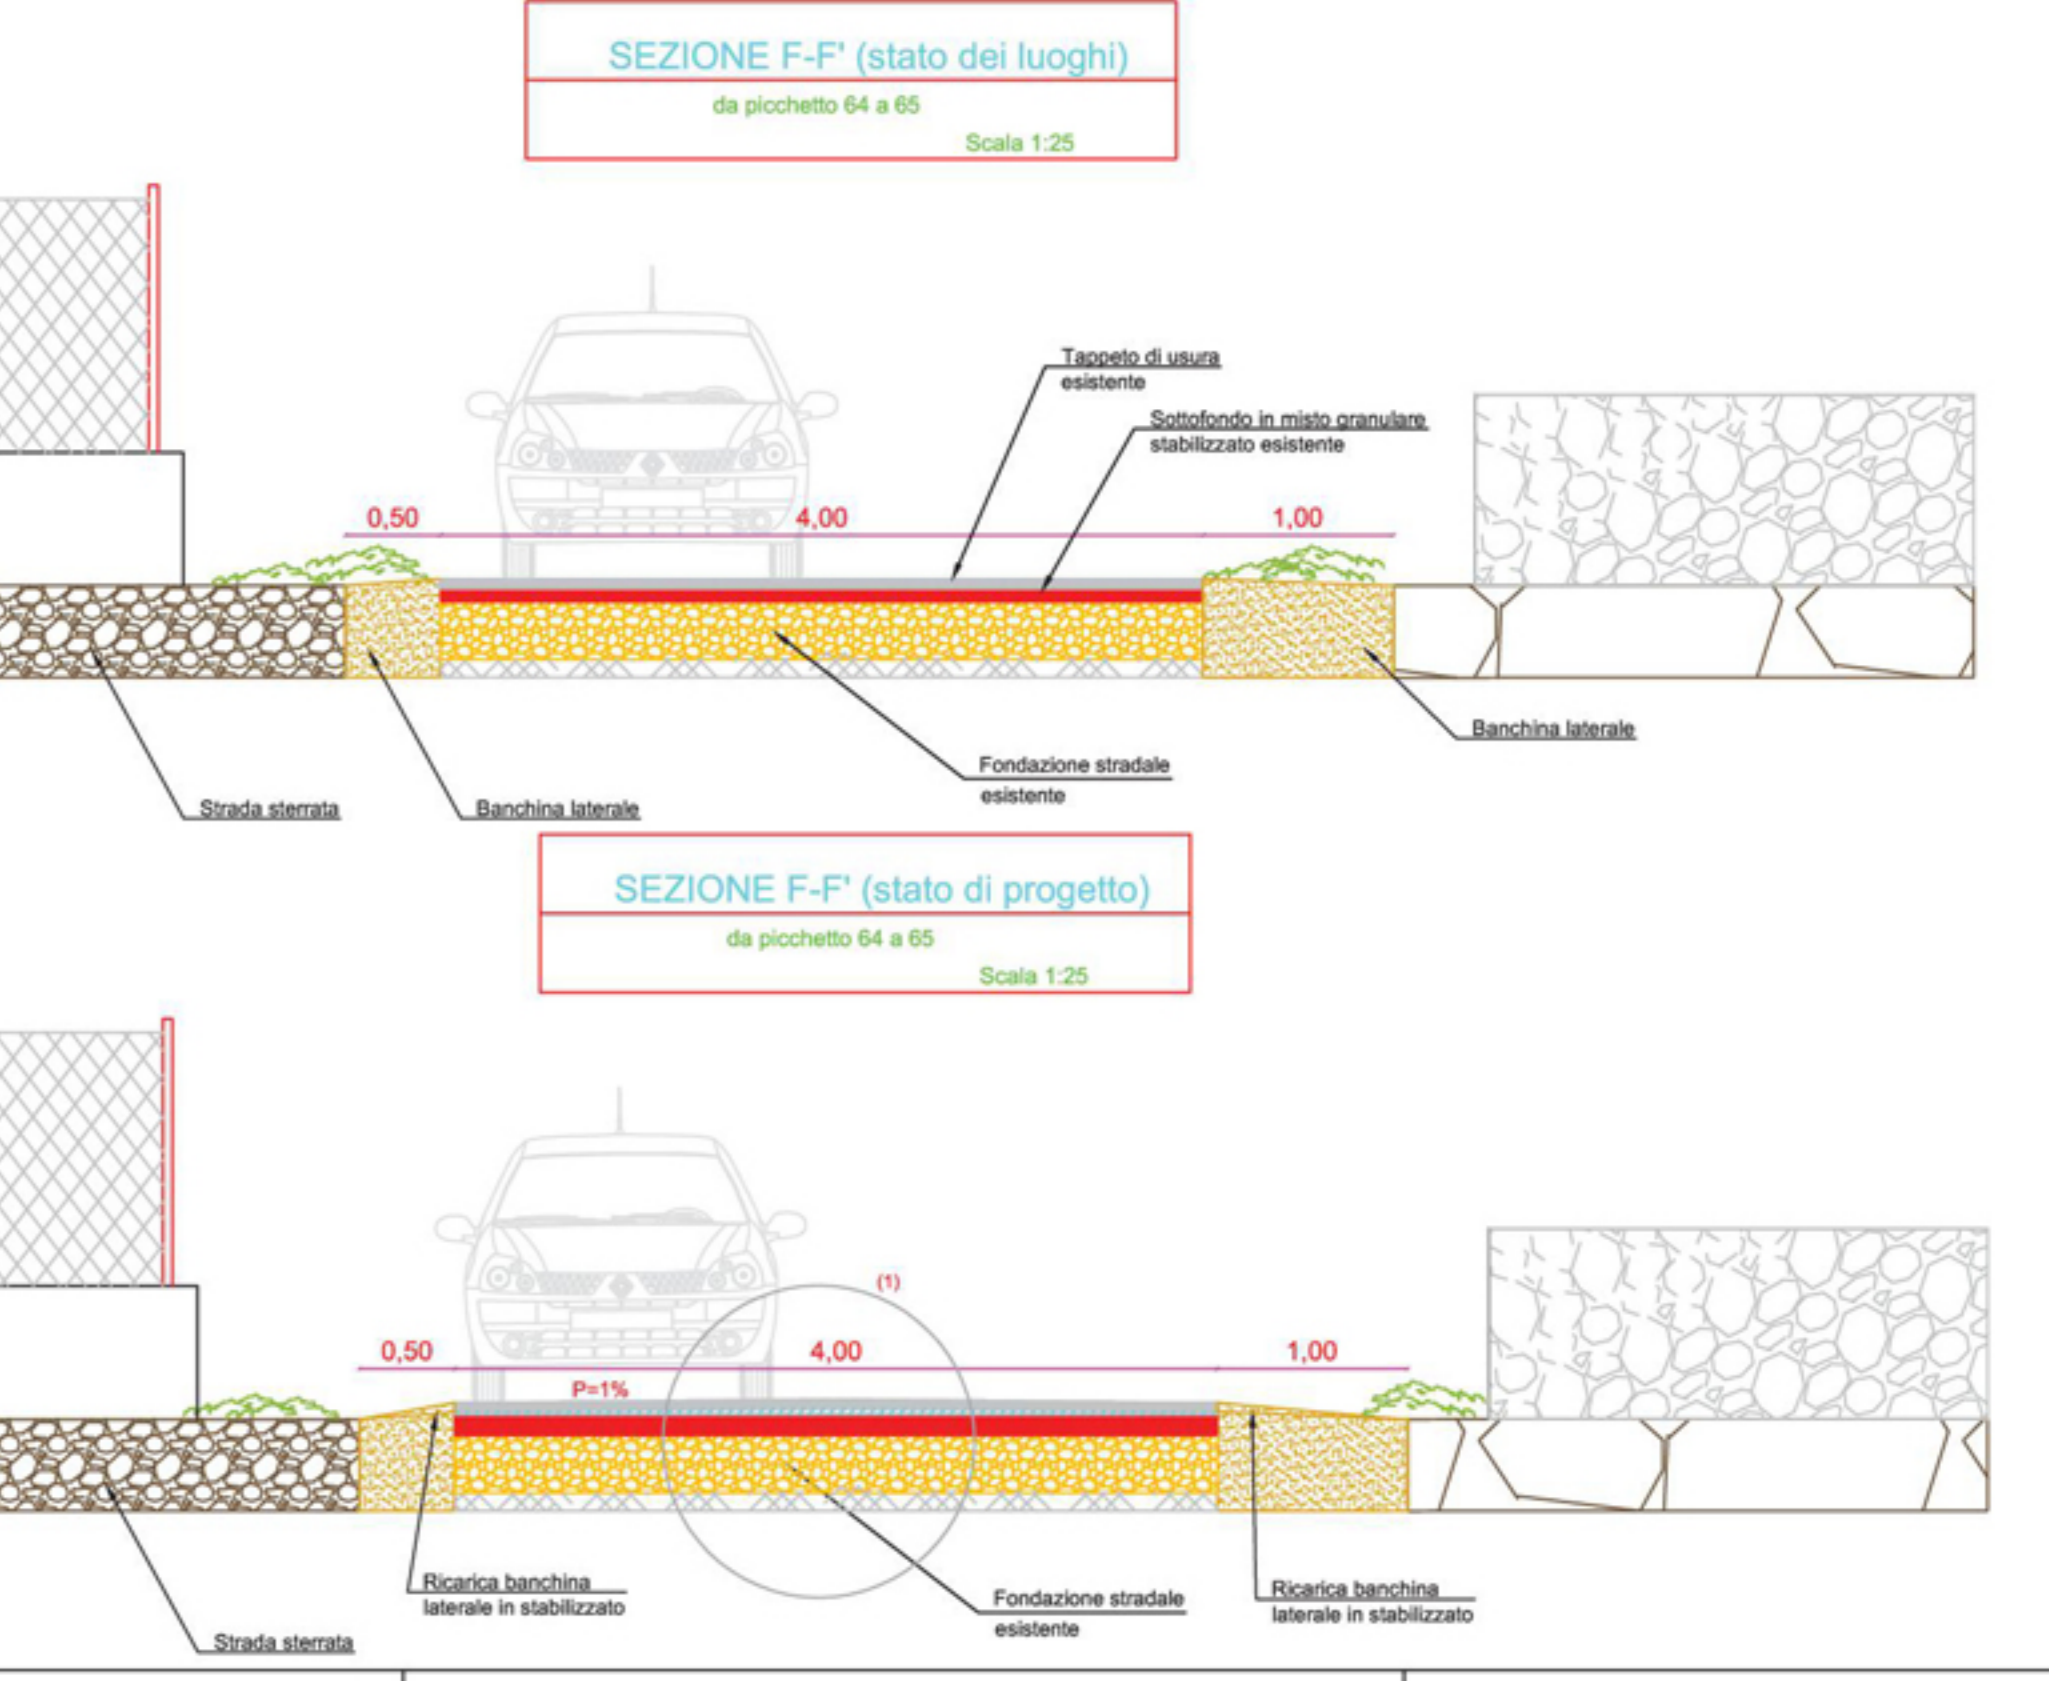 SEZIONE F-F' (stato dei luoghi)
da picchetto 64 a 65
Scala 1:25
Tappeto di usura
esistente
Sottofondo in misto granulare
stabilizzato esistente
0,50
4,00
1,00
Banchina laterale
Fondazione stradale
esistente
Strada sterrata
Banchina laterale
SEZIONE F-F' (stato di progetto)
da picchetto 64 a 65
Scala 1:25
(1)
0,50
4,00
1,00
P=1%
Ricarica banchina
laterale in stabilizzato
Fondazione stradale
esistente
Ricarica banchina
laterale in stabilizzato
Strada sterrata